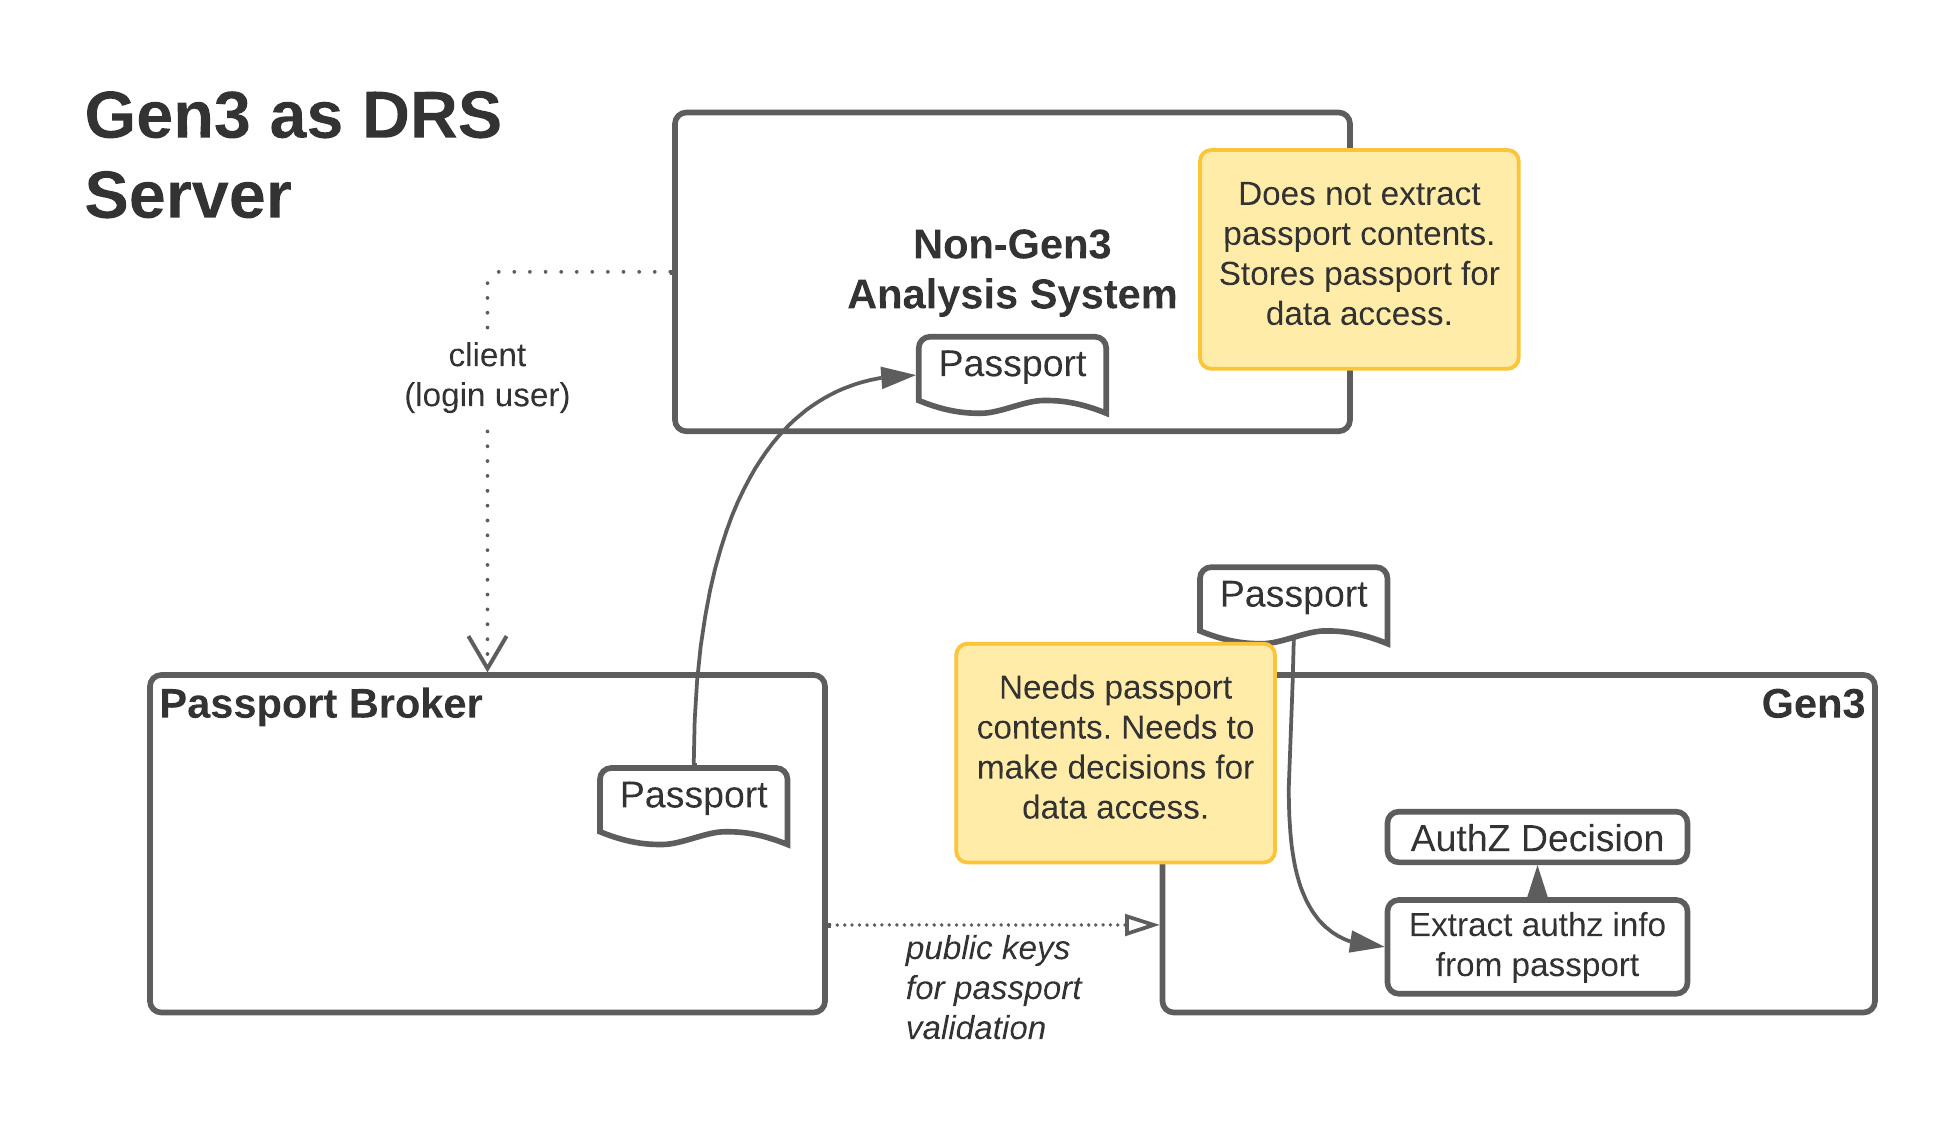 Gen3 as DRS
Server
Non-Gen3
Analysis System
Passport
Does not extract
passport contents.
Stores passport for
data access.
client
(login user)
Passport Broker
Passport
public keys
for passport
validation
Passport
Needs passport
contents. Needs to
make decisions for
data access.
Gen3
AuthZ Decision
Extract authz info
from passport